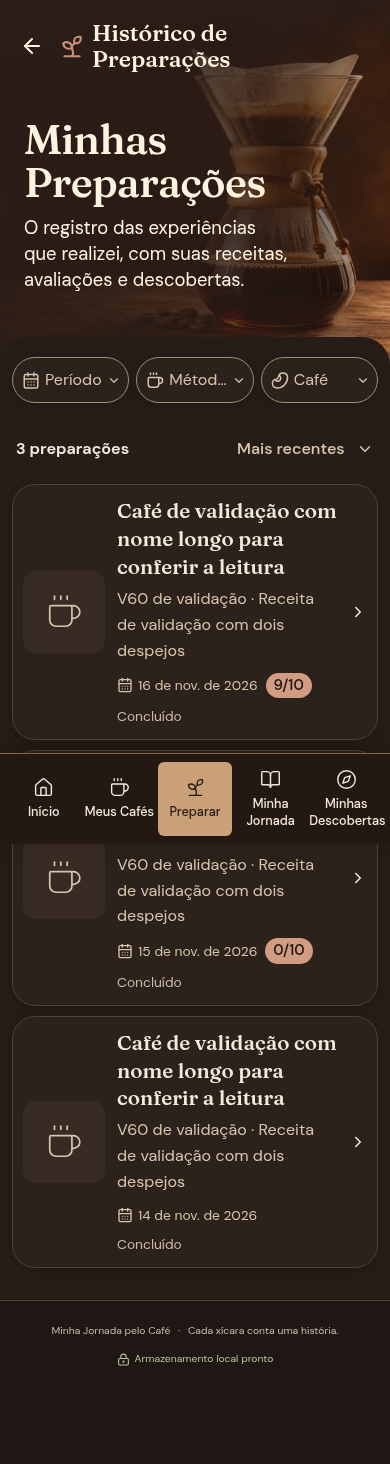 Histórico de
Preparações
Minhas
Preparações
O registro das experiências
que realizei, com suas receitas,
avaliações e descobertas.
Período
Métod...
Café
3 preparações
Mais recentes
Café de validação com
nome longo para
conferir a leitura
V60 de validação · Receita
de validação com dois
despejos
16 de nov. de 2026
9/10
Concluído
Início
Meus Cafés
Preparar
Minha
Jornada
Minhas
Descobertas
V60 de validação · Receita
de validação com dois
despejos
15 de nov. de 2026
0/10
Concluído
Café de validação com
nome longo para
conferir a leitura
V60 de validação · Receita
de validação com dois
despejos
14 de nov. de 2026
Concluído
Minha Jornada pelo Café · Cada xícara conta uma história.
Armazenamento local pronto